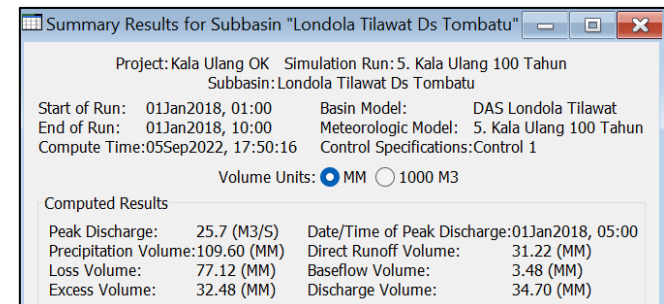 Summary Results for Subbasin "Londola Tilawat Ds Tombatu"
Project: Kala Ulang OK Simulation Run: 5. Kala Ulang 100 Tahun
Subbasin: Londola Tilawat Ds Tombatu
Start of Run: 01Jan2018, 01:00 Basin Model: DAS Londola Tilawat
End of Run: 01Jan2018, 10:00 Meteorologic Model: 5. Kala Ulang 100 Tahun
Compute Time:05Sep2022, 17:50:16 Control Specifications:Control 1
Volume Units: MM 1000 M3
Computed Results
Peak Discharge: 25.7 (M3/S) Date/Time of Peak Discharge:01Jan2018, 05:00
Precipitation Volume:109.60 (MM) Direct Runoff Volume: 31.22 (MM)
Loss Volume: 77.12 (MM) Baseflow Volume: 3.48 (MM)
Excess Volume: 32.48 (MM) Discharge Volume: 34.70 (MM)